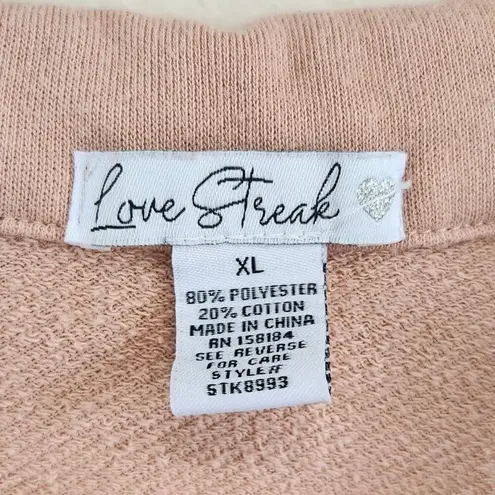 Love Streak
XL
80% POLYESTER
20% COTTON
MADE IN CHINA
RN 158184
SEE REVERSE
FOR CARE
STYLE#
STK8993